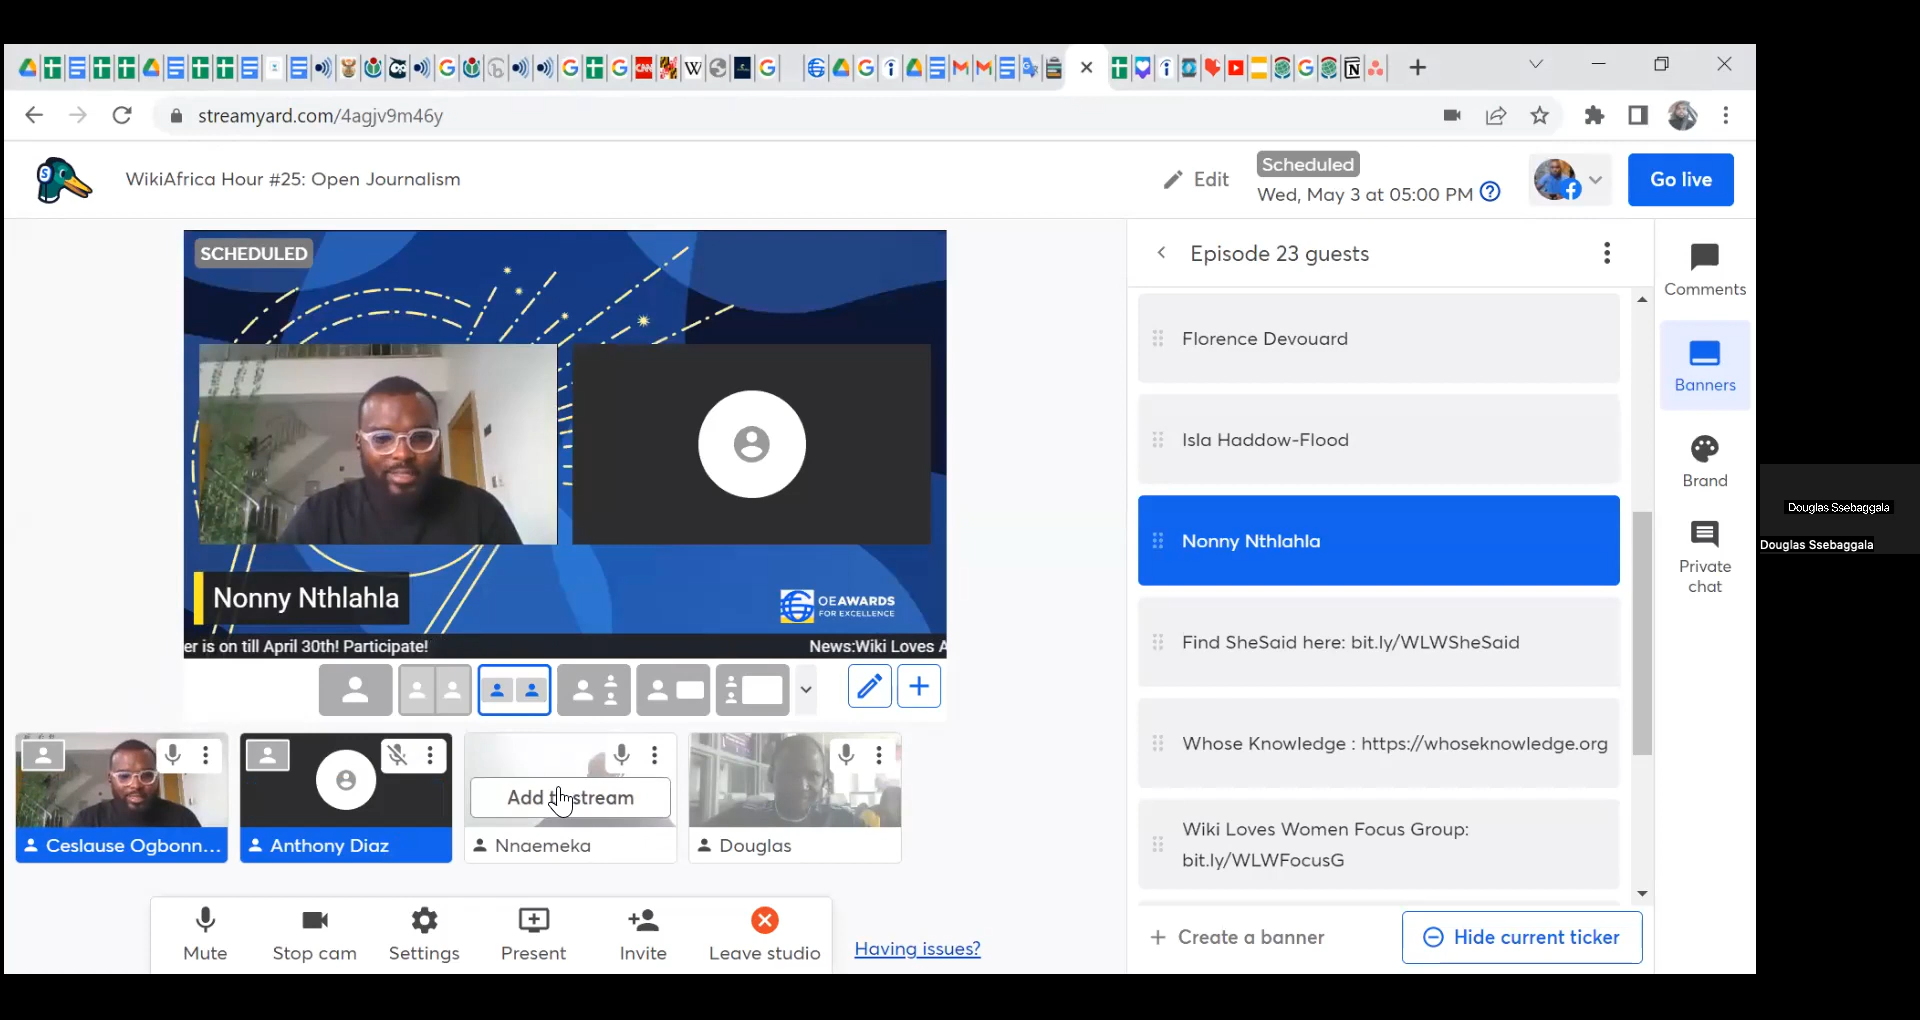 streamyard.com/4agjv9m46y
WikiAfrica Hour #25: Open Journalism
Edit
Scheduled
Wed, May 3 at 05:00 PM
Go live
SCHEDULED
Nonny Nthlahla
OEAWARDS
FOR EXCELLENCE
er is on till April 30th! Participate!
News:Wiki Loves A
Ceslause Ogbonn...
Anthony Diaz
Add to stream
Nnaemeka
Douglas
Mute
Stop cam
Settings
Present
Invite
Leave studio
Having issues?
Episode 23 guests
Florence Devouard
Isla Haddow-Flood
Nonny Nthlahla
Find SheSaid here: bit.ly/WLWSheSaid
Whose Knowledge : https://whoseknowledge.org
Wiki Loves Women Focus Group:
bit.ly/WLWFocusG
+ Create a banner
Hide current ticker
Comments
Banners
Brand
Private
chat
Douglas Ssebaggala
Douglas Ssebaggala